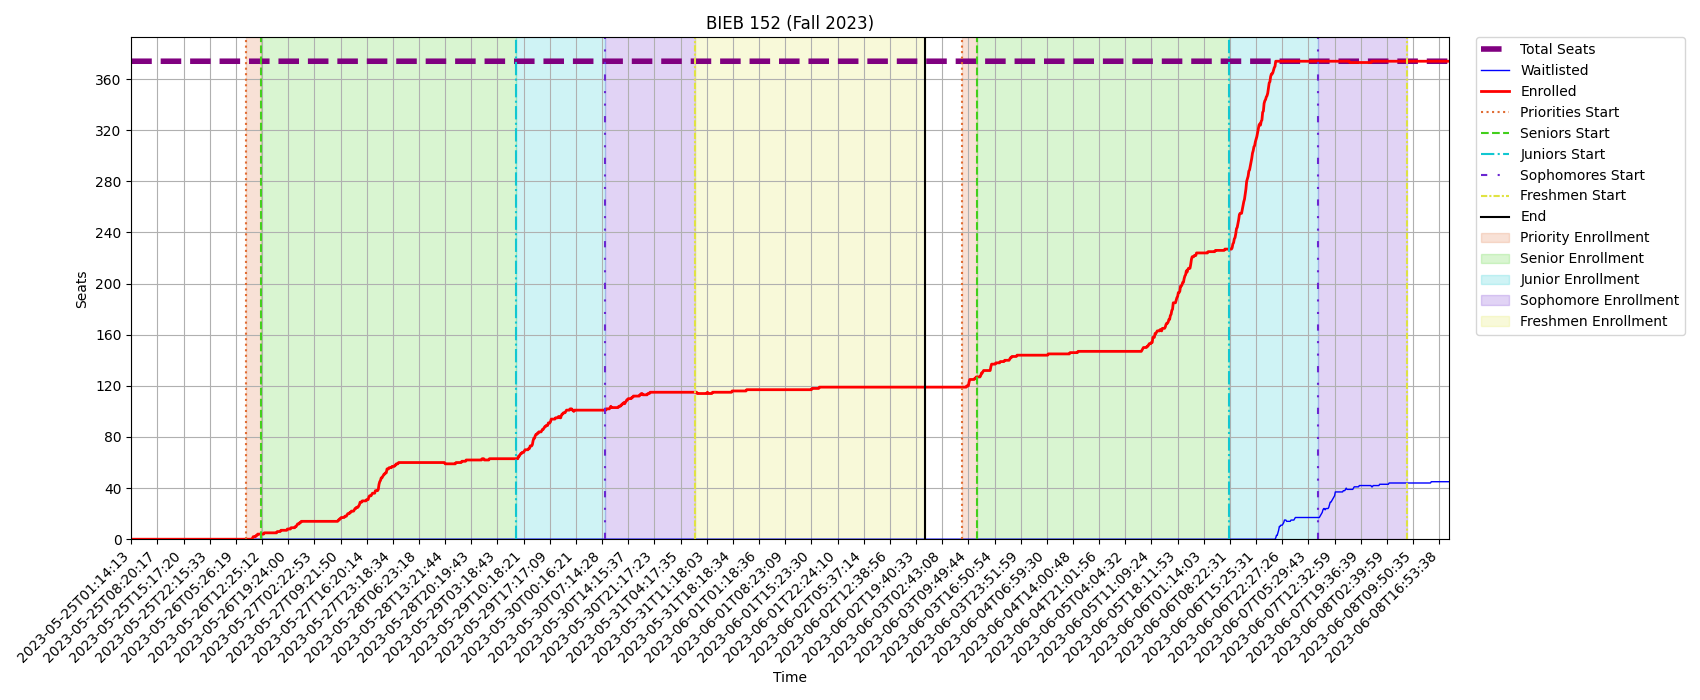 BIEB 152 (Fall 2023)
Seats
360
320
280
240
200
160
120
80
40
0
2023-05-25T01:14:13
2023-05-25T08:20:17
2023-05-25T15:17:20
2023-05-25T22:15:33
2023-05-26T05:26:19
2023-05-26T12:25:12
2023-05-26T19:24:00
2023-05-27T02:22:53
2023-05-27T09:21:50
2023-05-27T16:20:14
2023-05-27T23:18:34
2023-05-28T06:23:18
2023-05-28T13:21:44
2023-05-28T20:19:43
2023-05-29T03:18:43
2023-05-29T10:18:21
2023-05-29T17:17:09
2023-05-30T00:16:21
2023-05-30T07:14:28
2023-05-30T14:15:37
2023-05-30T21:17:23
2023-05-31T04:17:35
2023-05-31T11:18:03
2023-05-31T18:18:34
2023-06-01T01:18:36
2023-06-01T08:23:09
2023-06-01T15:23:30
2023-06-01T22:24:10
2023-06-02T05:37:14
2023-06-02T12:38:56
2023-06-02T19:40:33
2023-06-03T02:43:08
2023-06-03T09:49:44
2023-06-03T16:50:54
2023-06-03T23:51:59
2023-06-04T06:59:30
2023-06-04T14:00:48
2023-06-04T21:01:56
2023-06-05T04:04:32
2023-06-05T11:09:24
2023-06-05T18:11:53
2023-06-06T01:14:03
2023-06-06T08:22:31
2023-06-06T15:25:31
2023-06-06T22:27:26
2023-06-07T05:29:43
2023-06-07T12:32:59
2023-06-07T19:36:39
2023-06-08T02:39:59
2023-06-08T09:50:35
2023-06-08T16:53:38
Time
Total Seats
Waitlisted
Enrolled
Priorities Start
Seniors Start
Juniors Start
Sophomores Start
Freshmen Start
End
Priority Enrollment
Senior Enrollment
Junior Enrollment
Sophomore Enrollment
Freshmen Enrollment